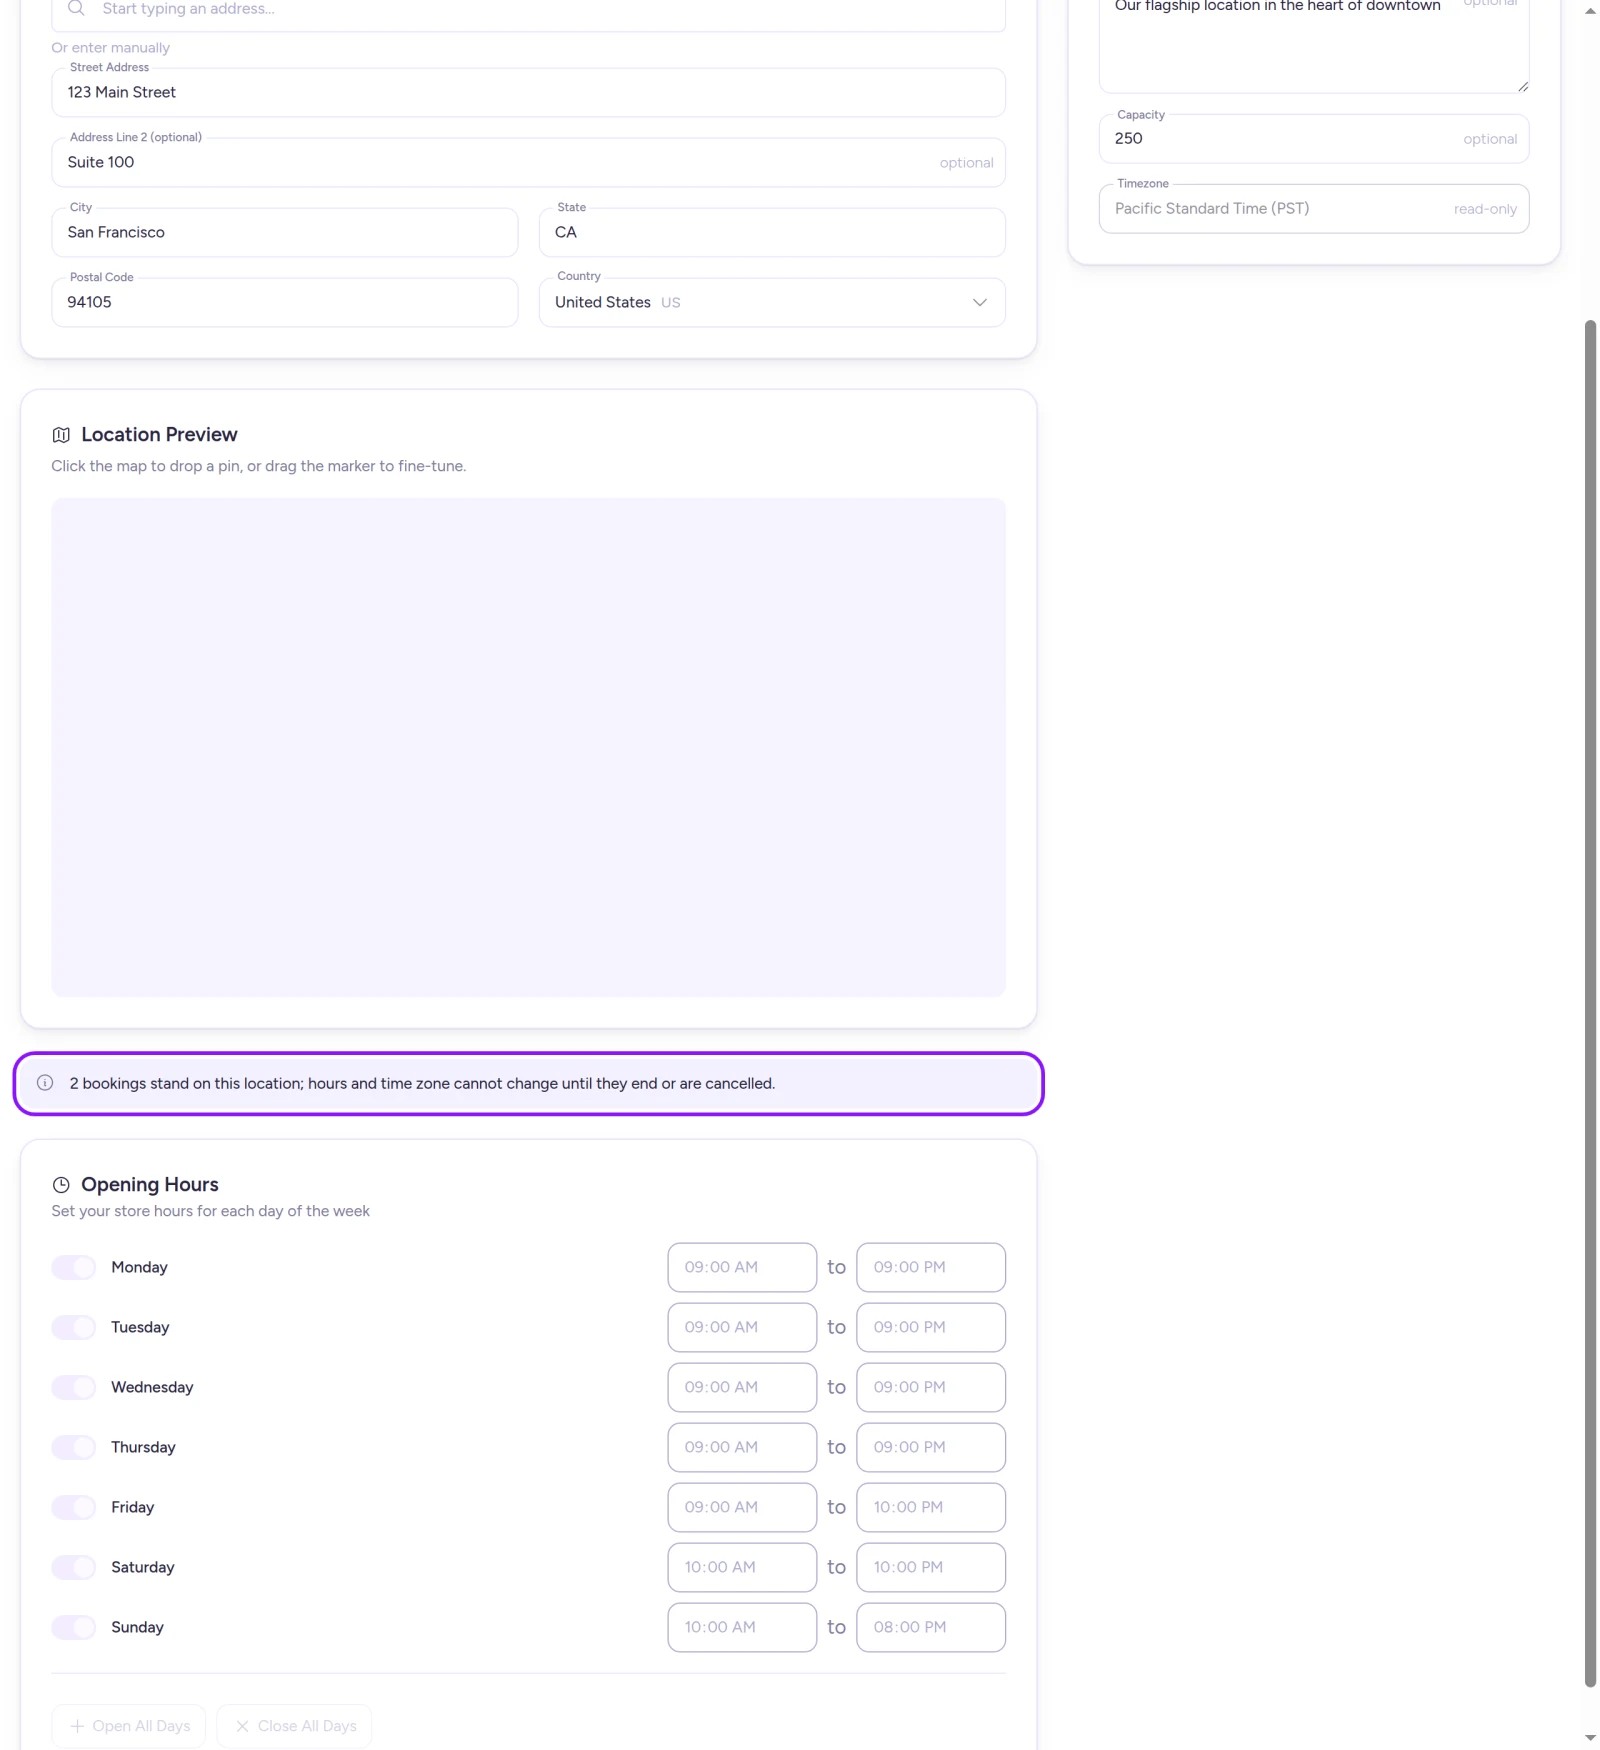 Start typing an address...
Or enter manually
Street Address
123 Main Street
Address Line 2 (optional)
Suite 100 optional
City
San Francisco
State
CA
Postal Code
94105
Country
United States US
Our flagship location in the heart of downtown optional
Capacity
250 optional
Timezone
Pacific Standard Time (PST) read-only
Location Preview
Click the map to drop a pin, or drag the marker to fine-tune.
2 bookings stand on this location; hours and time zone cannot change until they end or are cancelled.
Opening Hours
Set your store hours for each day of the week
Monday 09:00 AM to 09:00 PM
Tuesday 09:00 AM to 09:00 PM
Wednesday 09:00 AM to 09:00 PM
Thursday 09:00 AM to 09:00 PM
Friday 09:00 AM to 10:00 PM
Saturday 10:00 AM to 10:00 PM
Sunday 10:00 AM to 08:00 PM
Open All Days Close All Days